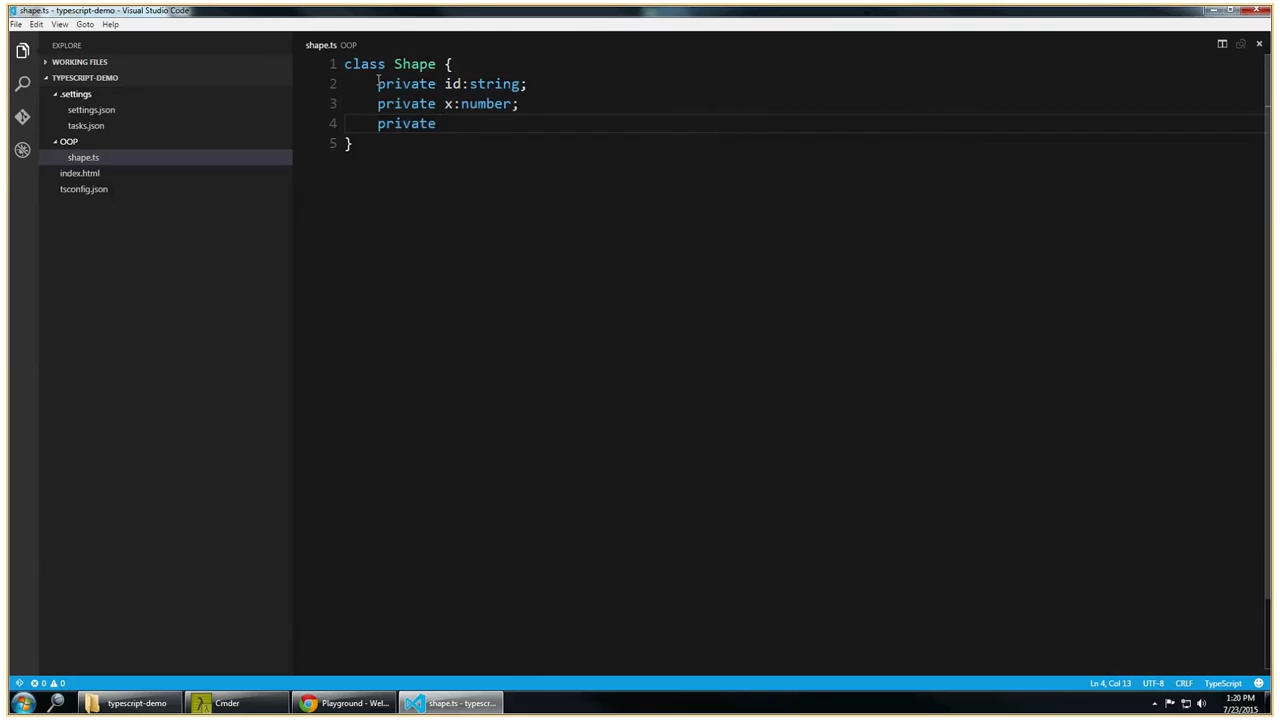 shape.ts - typescript-demo - Visual Studio Code
File Edit View Goto Help
EXPLORE
WORKING FILES
TYPESCRIPT-DEMO
.settings
settings.json
tasks.json
OOP
shape.ts
index.html
tsconfig.json
shape.ts OOP
1 class Shape {
2 private id:string;
3 private x:number;
4 private
5 }
0 0
Ln 4, Col 13 UTF-8 CRLF TypeScript
typescript-demo
Cmder
Playground - Wel...
shape.ts - typescr...
1:20 PM
7/23/2015